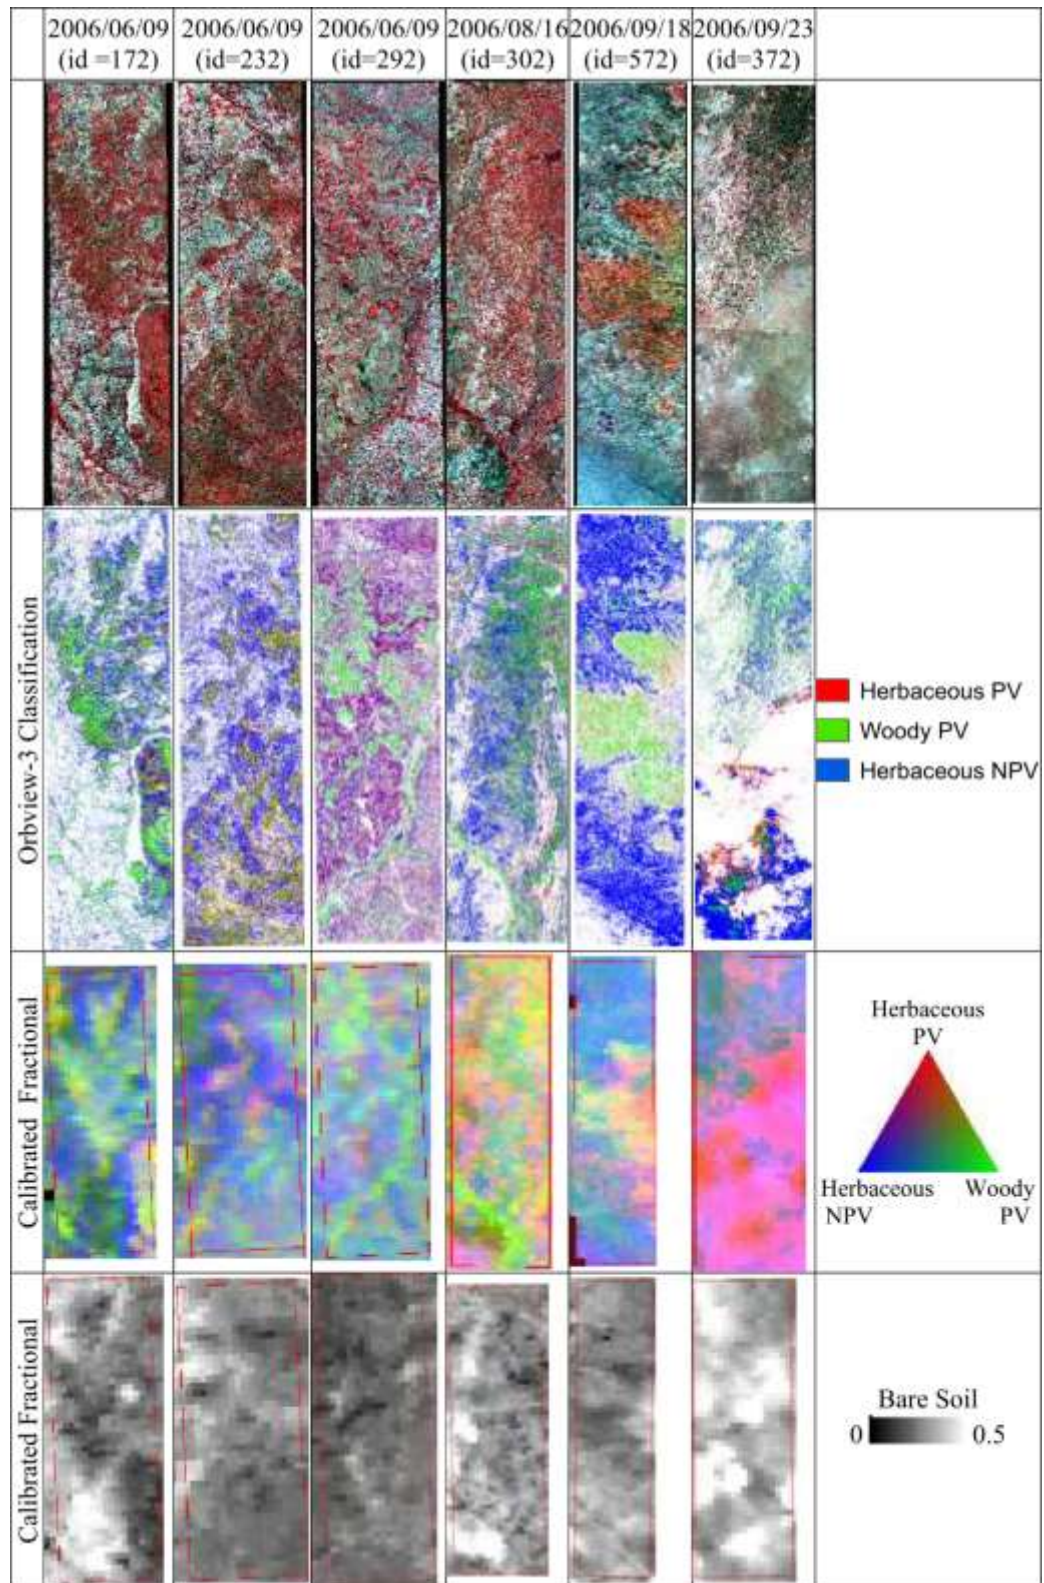 2006/06/09 2006/06/09 2006/06/09 2006/08/16 2006/09/18 2006/09/23
(id =172) (id=232) (id=292) (id=302) (id=572) (id=372)
Orbview-3 Classification
Herbaceous PV
Woody PV
Herbaceous NPV
Calibrated Fractional
Herbaceous
PV
Herbaceous Woody
NPV PV
Calibrated Fractional
Bare Soil
0 0.5